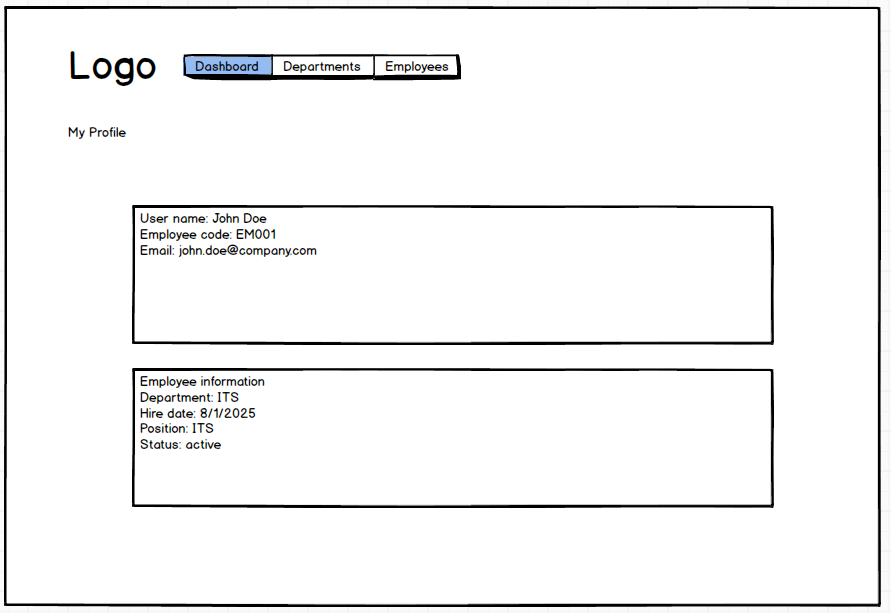 Logo
Dashboard Departments Employees
My Profile
User name: John Doe
Employee code: EM001
Email: john.doe@company.com
Employee information
Department: ITS
Hire date: 8/1/2025
Position: ITS
Status: active